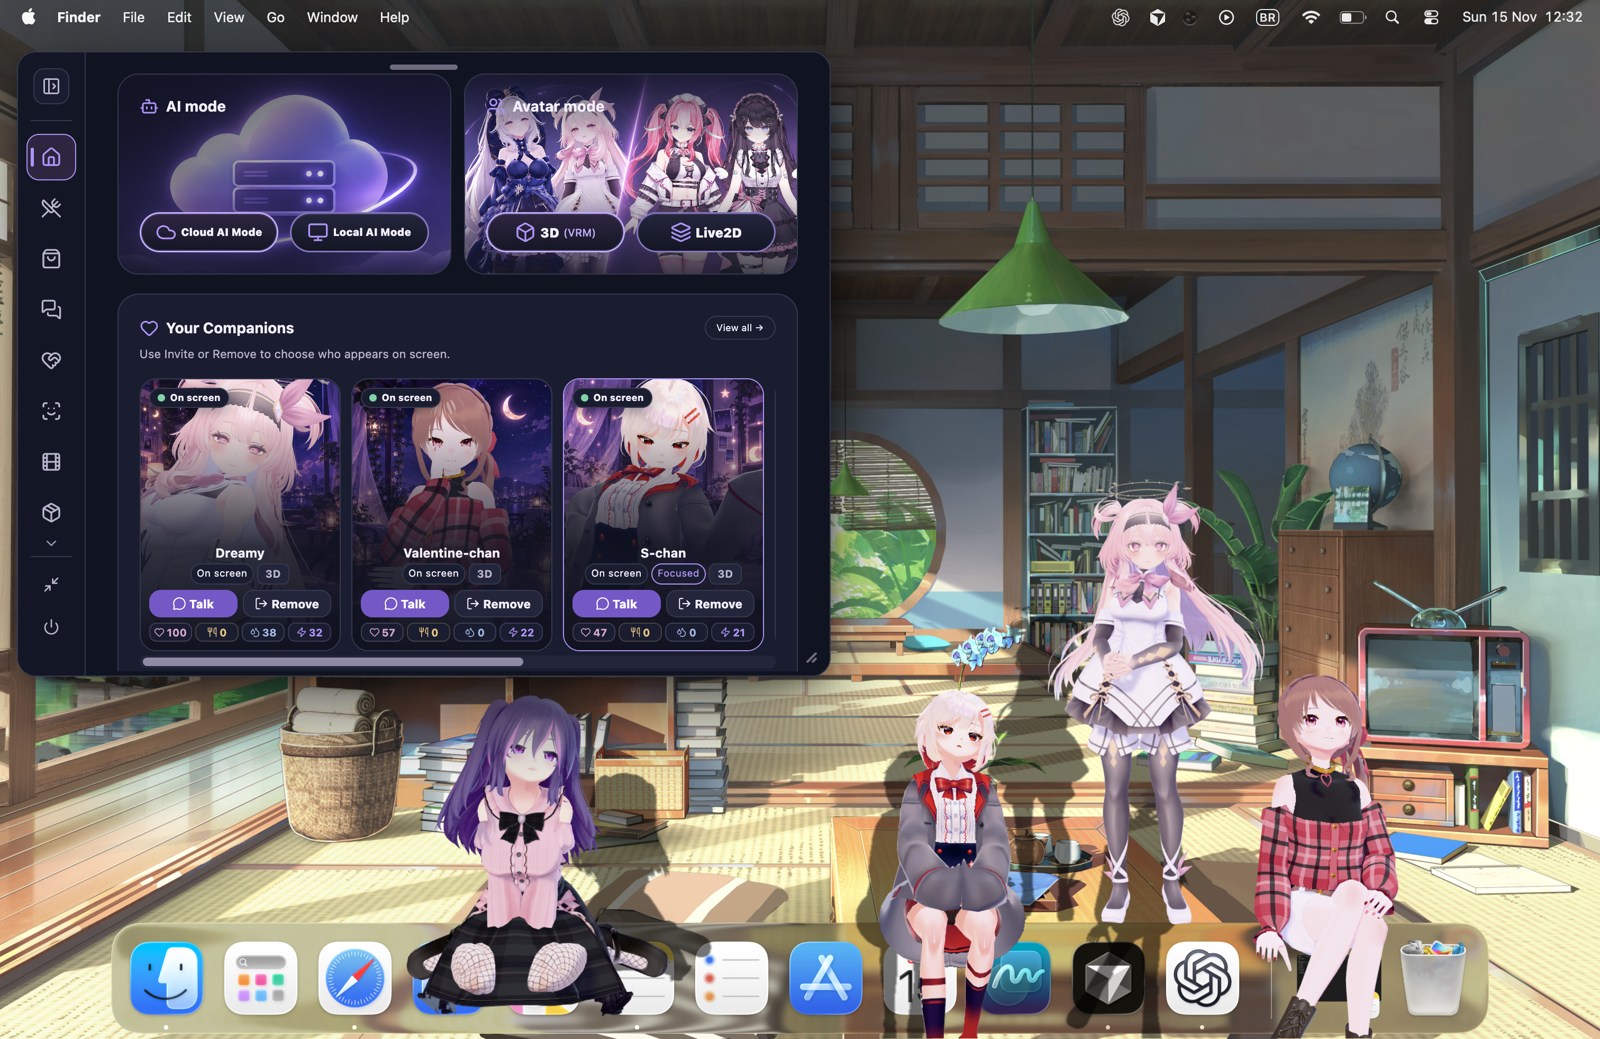 Finder File Edit View Go Window Help BR Sun 15 Nov 12:32
AI mode
Cloud AI Mode
Local AI Mode
Avatar mode
3D (VRM)
Live2D
Your Companions
View all →
Use Invite or Remove to choose who appears on screen.
On screen
Dreamy
On screen 3D
Talk Remove
100 0 38 32
On screen
Valentine-chan
On screen 3D
Talk Remove
57 0 0 22
On screen
S-chan
On screen Focused 3D
Talk Remove
47 0 0 21